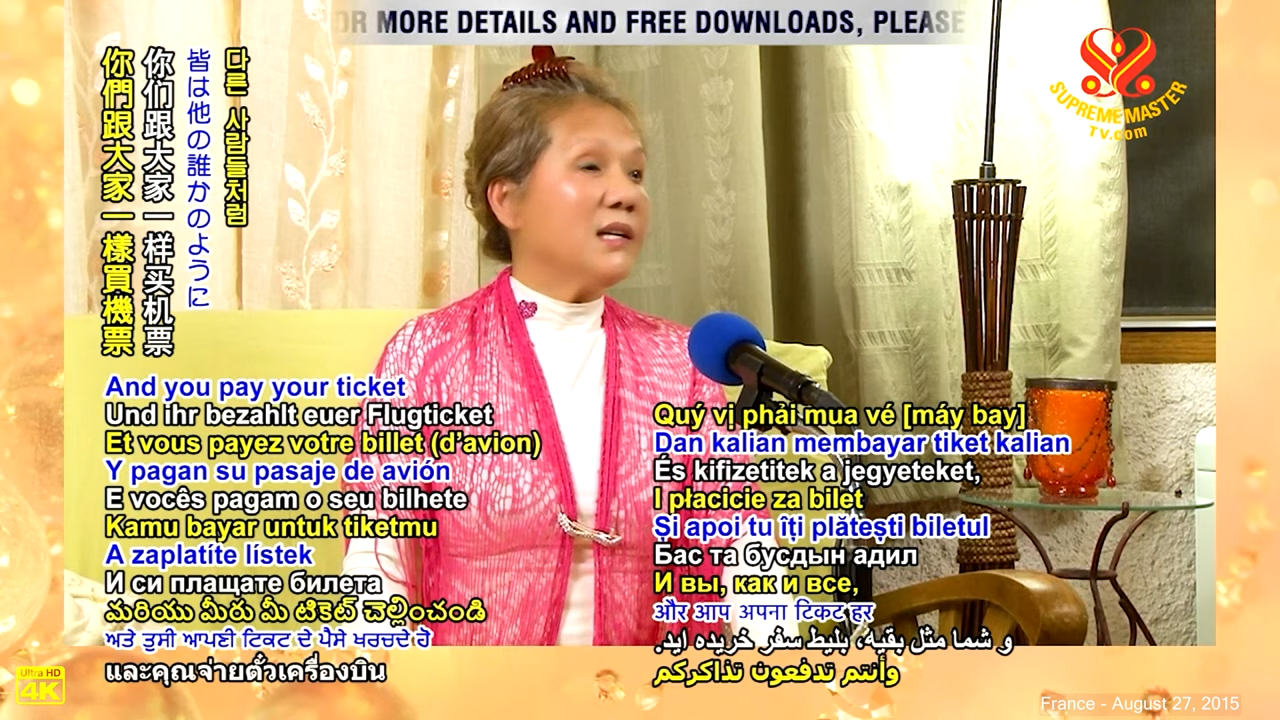 OR MORE DETAILS AND FREE DOWNLOADS, PLEASE
SUPREME MASTER
TV.com
다른 사람들처럼
皆は他の誰かのように
你们跟大家一样买机票
你們跟大家一樣買機票
And you pay your ticket
Und ihr bezahlt euer Flugticket
Et vous payez votre billet (d’avion)
Y pagan su pasaje de avión
E vocês pagam o seu bilhete
Kamu bayar untuk tiketmu
A zaplatíte lístek
И си плащате билета
మరియు మీరు మీ టికెట్ చెల్లించండి
ਅਤੇ ਤੁਸੀ ਆਪਣੀ ਟਿਕਟ ਦੇ ਪੈਸੇ ਖਰਚਦੇ ਹੋ
และคุณจ่ายตั๋วเครื่องบิน
Quý vị phải mua vé [máy bay]
Dan kalian membayar tiket kalian
És kifizetitek a jegyeteket,
I płacicie za bilet
Și apoi tu îți plătești biletul
Бас та бусдын адил
И вы, как и все,
और आप अपना टिकट हर
و شما مثل بقیه، بلیط سفر خریده اید.
وأنتم تدفعون تذاكركم
Ultra HD
4K
France - August 27, 2015